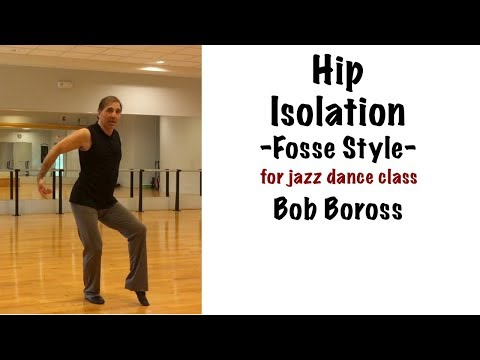 Hip
Isolation
-Fosse Style-
for jazz dance class
Bob Boross